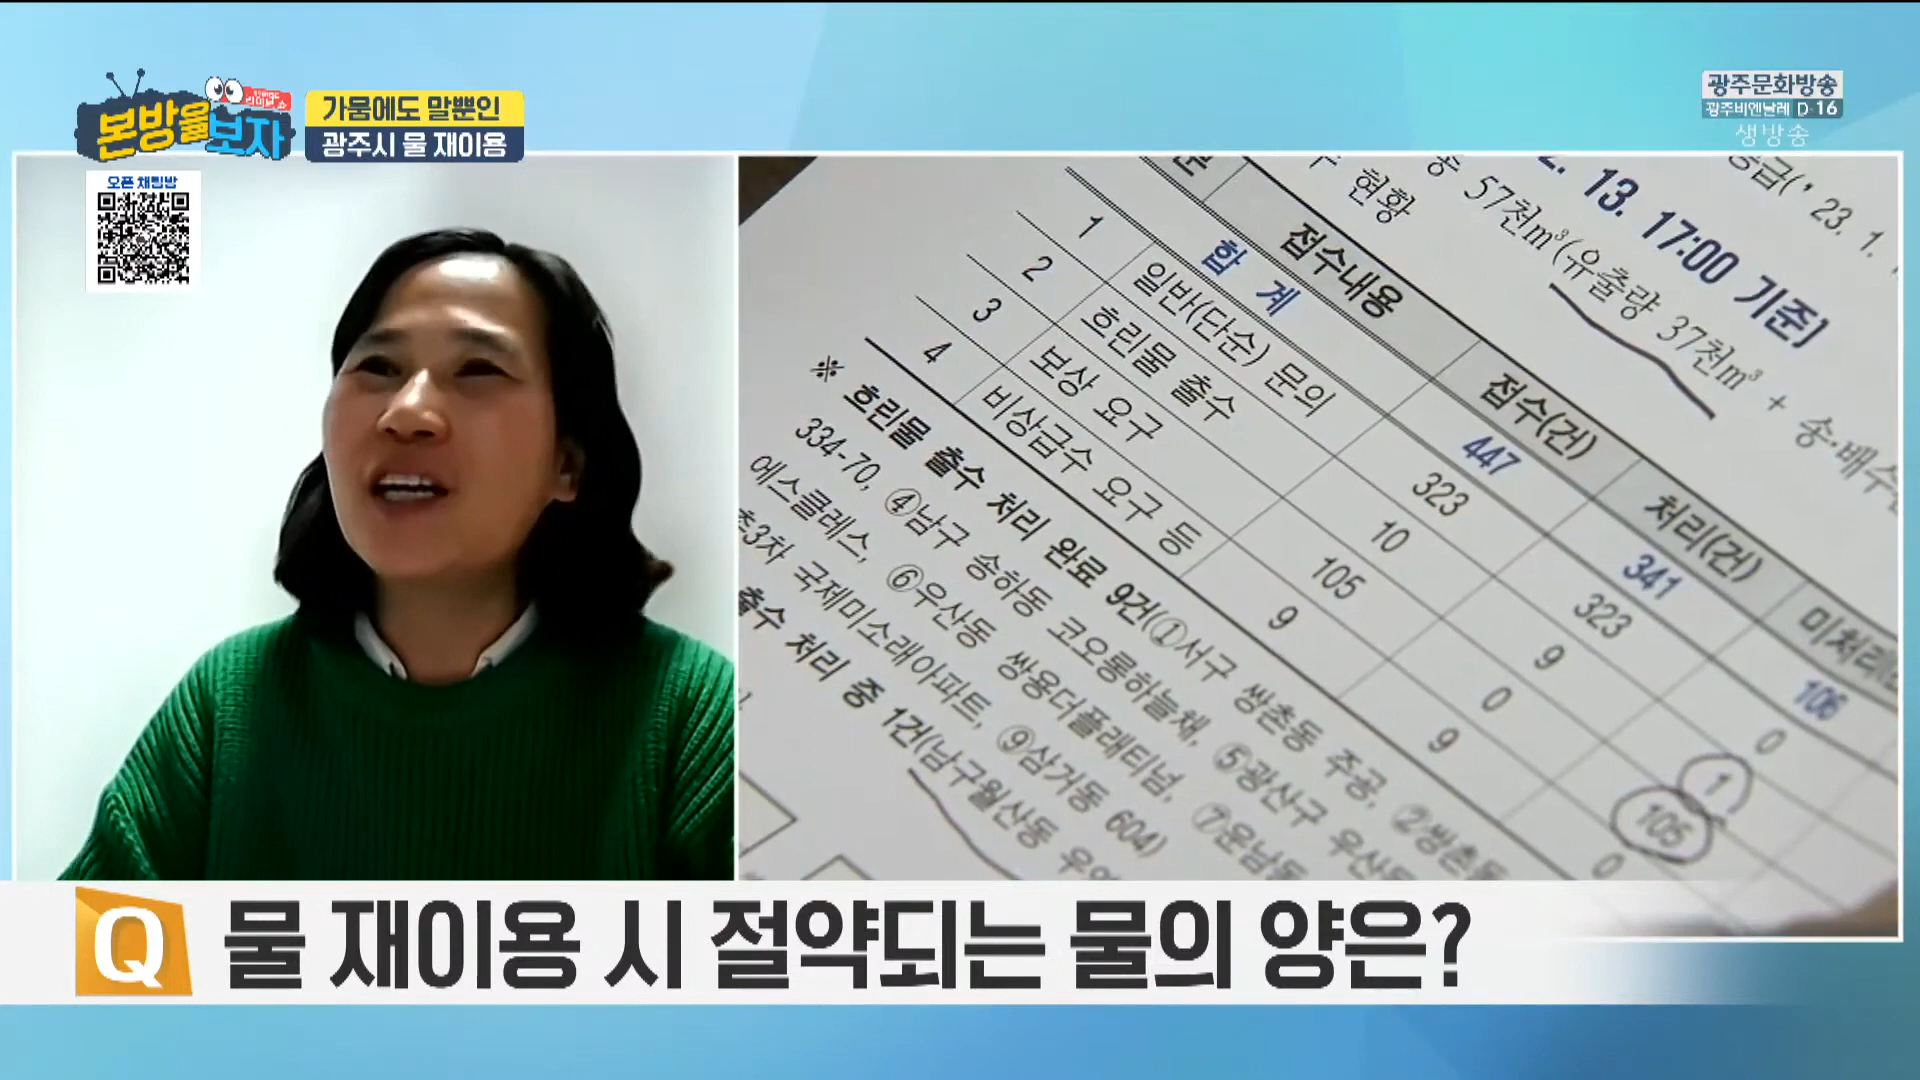 본방을보자
가뭄에도 말뿐인
광주시 물 재이용
오픈 채팅방
광주문화방송
광주비엔날레 D-16
생방송
등급('23. 1.
2. 13. 17:00 기준]
송 57천m³(유출량 37천m³ + 송·배수
수 현황
접수내용 접수(건) 처리(건) 미처리(
합 계 447 341 106
1 일반(단순) 문의 323 323 0
2 흐린물 출수 10 9 1
3 보상 요구 105 0 105
4 비상급수 요구 등 9 9 0
※ 흐린물 출수 처리 완료 9건(①서구 쌍촌동 주공, ②쌍촌동
334-70, ④남구 송하동 코오롱하늘채, ⑤광산구 우산동
에스클레스, ⑥우산동 쌍용더플래티넘, ⑦운남동
3차 국제미소래아파트, ⑨삼거동 604)
출수 처리 중 1건(남구월산동
Q 물 재이용 시 절약되는 물의 양은?